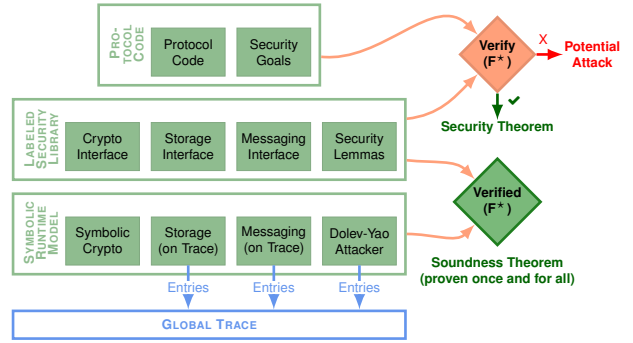 PRO-
TOCOL
CODE
Protocol
Code
Security
Goals
Verify
(F★)
X
Potential
Attack
✔
Security Theorem
LABELED
SECURITY
LIBRARY
Crypto
Interface
Storage
Interface
Messaging
Interface
Security
Lemmas
Verified
(F★)
SYMBOLIC
RUNTIME
MODEL
Symbolic
Crypto
Storage
(on Trace)
Messaging
(on Trace)
Dolev-Yao
Attacker
Soundness Theorem
(proven once and for all)
Entries
Entries
Entries
GLOBAL TRACE